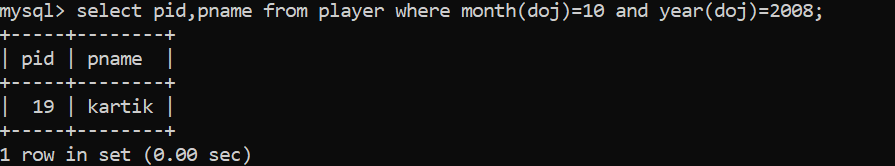 mysql> select pid,pname from player where month(doj)=10 and year(doj)=2008;
+-----+--------+
| pid | pname  |
+-----+--------+
|  19 | kartik |
+-----+--------+
1 row in set (0.00 sec)